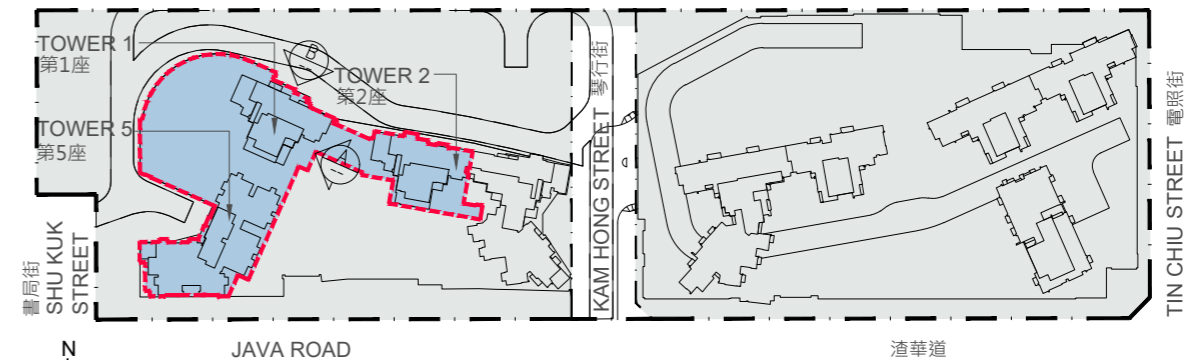 TOWER 1
第1座
B
TOWER 2
第2座
TOWER 5
第5座
A
琴行街
KAM HONG STREET
電照街
TIN CHIU STREET
書局街
SHU KUK
STREET
N
JAVA ROAD
渣華道